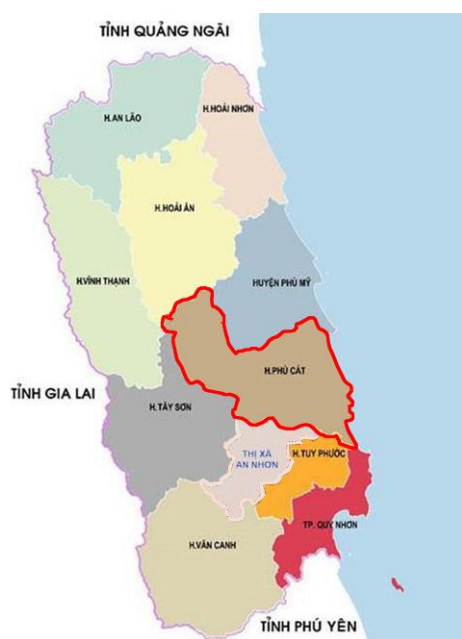 TỈNH QUẢNG NGÃI
H.HOÀI NHƠN
H.AN LÃO
H.HOÀI ÂN
H.VĨNH THẠNH
HUYỆN PHÙ MỸ
H.PHÙ CÁT
TỈNH GIA LAI
H.TÂY SƠN
THỊ XÃ
AN NHƠN
H.TUY PHƯỚC
TP. QUY NHƠN
H.VÂN CANH
TỈNH PHÚ YÊN